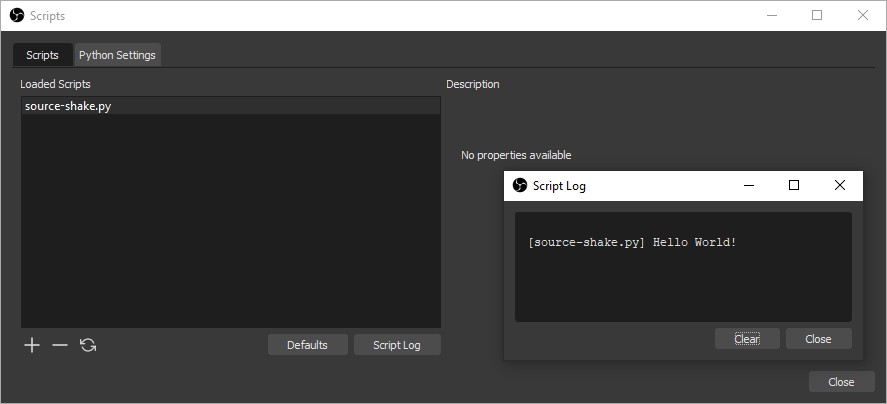 Scripts
Scripts
Python Settings
Loaded Scripts
source-shake.py
Defaults
Script Log
Description
No properties available
Script Log
[source-shake.py] Hello World!
Clear
Close
Close